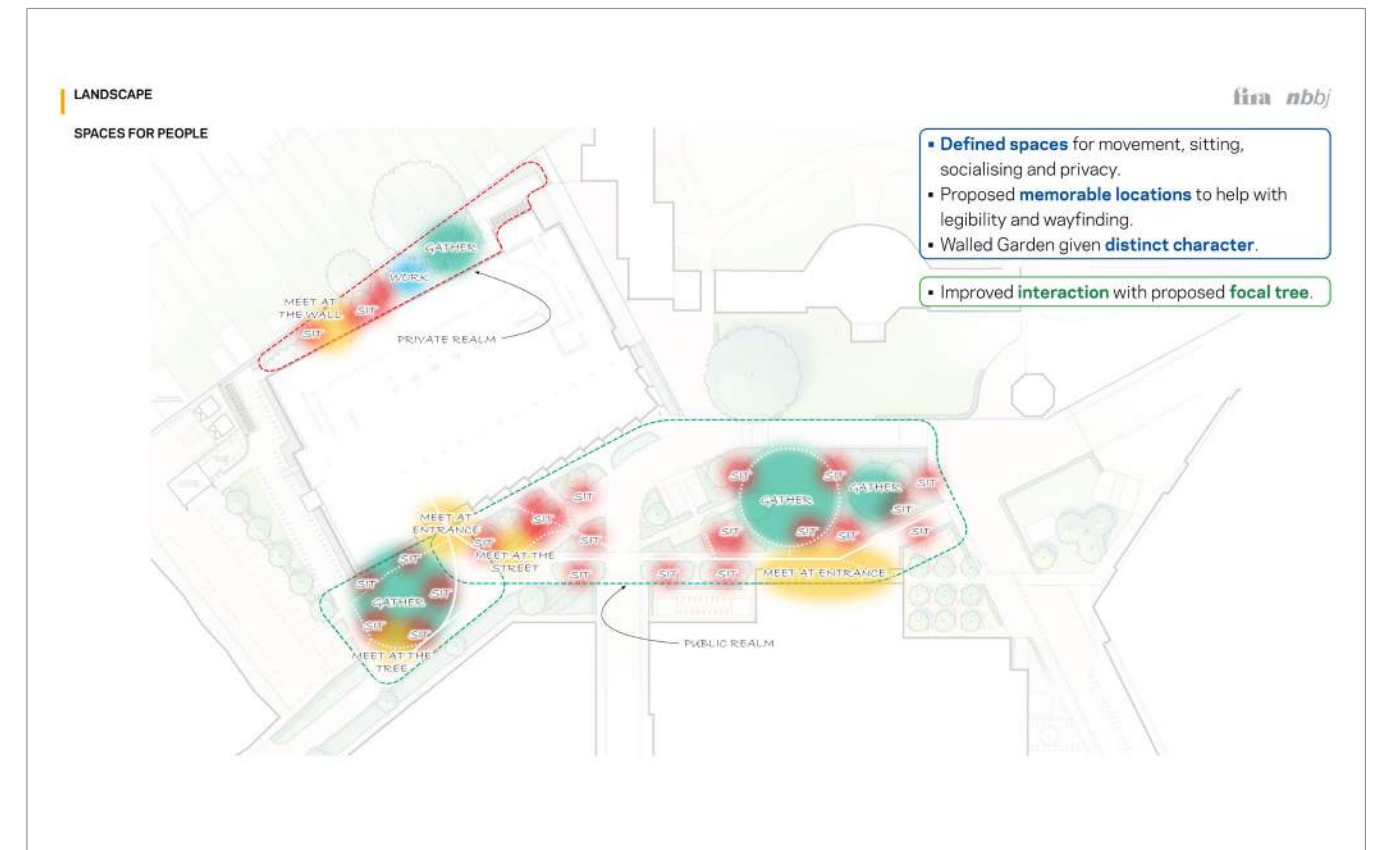 LANDSCAPE
fira nbbj
SPACES FOR PEOPLE
▪ Defined spaces for movement, sitting,
socialising and privacy.
▪ Proposed memorable locations to help with
legibility and wayfinding.
▪ Walled Garden given distinct character.
▪ Improved interaction with proposed focal tree.
GATHER
WORK
MEET AT
THE WALL
SIT
SIT
PRIVATE REALM
SIT
SIT
SIT
GATHER
GATHER
SIT
SIT
SIT
MEET AT
ENTRANCE
SIT
SIT
SIT
SIT
SIT
SIT
SIT
MEET AT THE
STREET
SIT
SIT
SIT
MEET AT ENTRANCE
SIT
SIT
SIT
GATHER
SIT
SIT
MEET AT THE
TREE
PUBLIC REALM